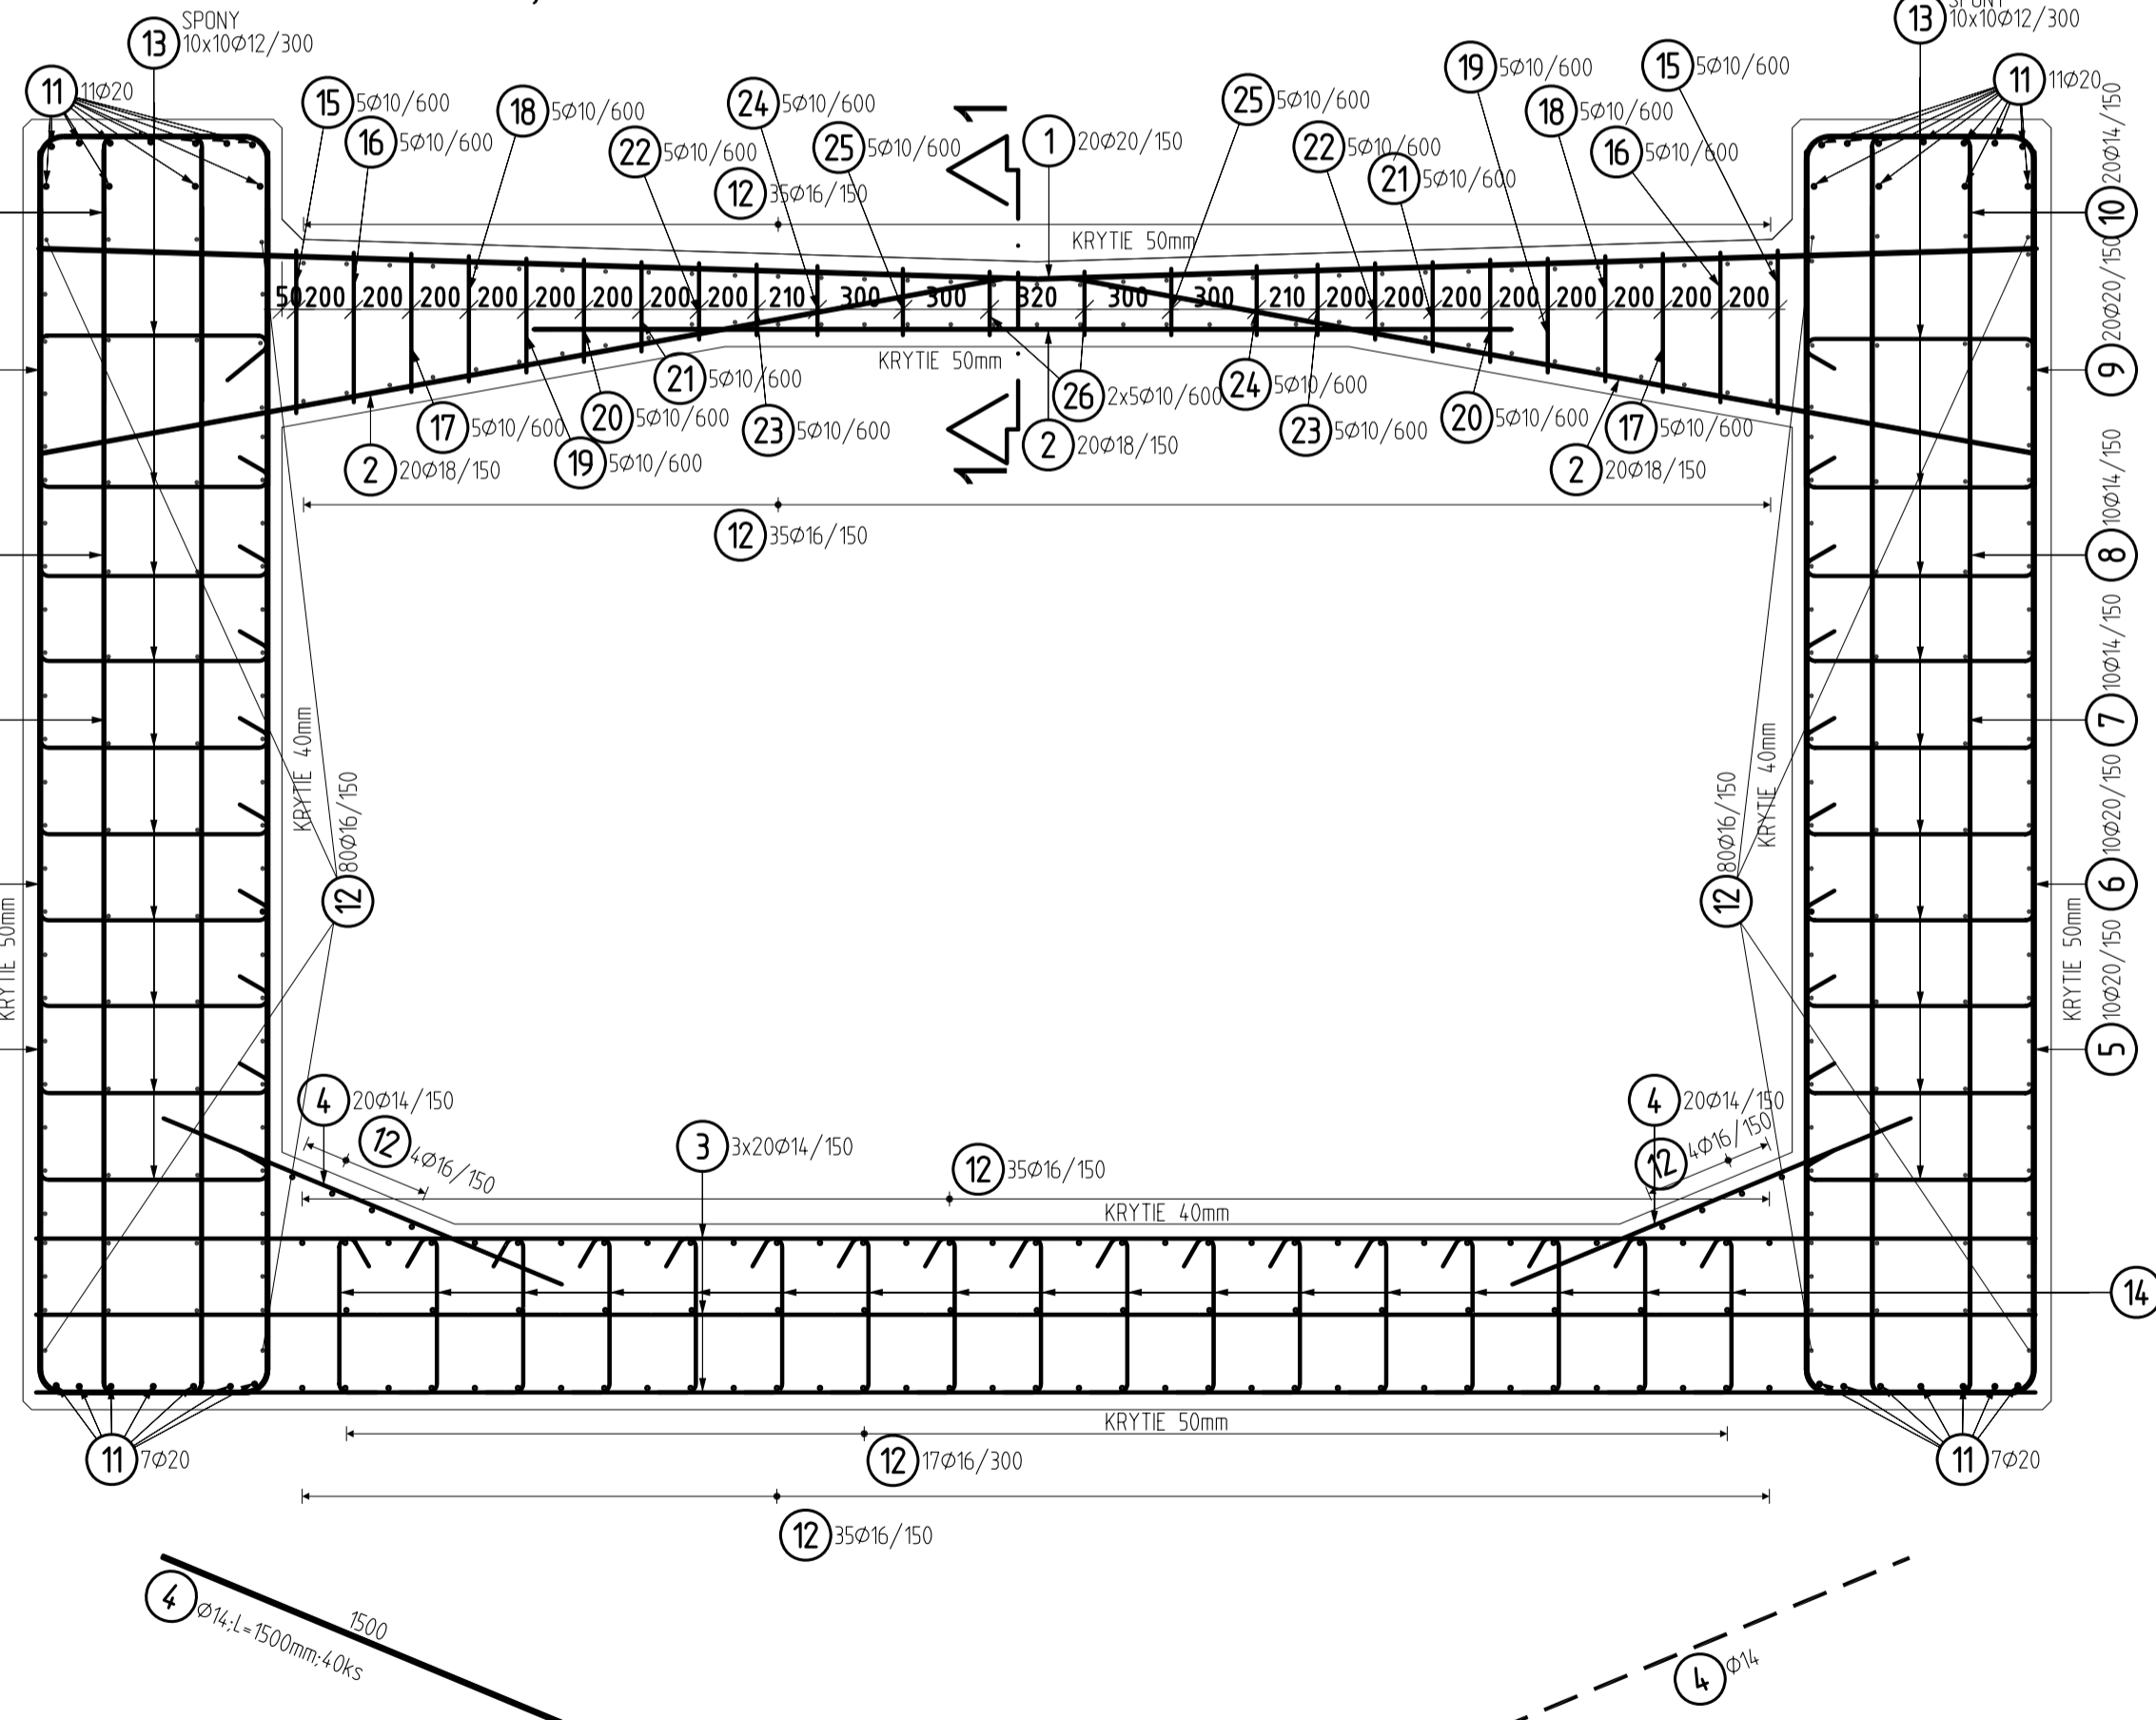 SPONY
13 10x10Ø12/300
11 11Ø20
15 5Ø10/600
16 5Ø10/600
18 5Ø10/600
22 5Ø10/600
24 5Ø10/600
25 5Ø10/600
12 35Ø16/150
1
1 20Ø20/150
25 5Ø10/600
22 5Ø10/600
21 5Ø10/600
19 5Ø10/600
18 5Ø10/600
15 5Ø10/600
16 5Ø10/600
SPONY
13 10x10Ø12/300
11 11Ø20
KRYTIE 50mm
50 200 200 200 200 200 200 200 200 210 300 300 320 300 300 210 200 200 200 200 200 200 200 200
KRYTIE 50mm
2 20Ø18/150
17 5Ø10/600
19 5Ø10/600
20 5Ø10/600
21 5Ø10/600
23 5Ø10/600
26 2x5Ø10/600
1
2 20Ø18/150
24 5Ø10/600
23 5Ø10/600
20 5Ø10/600
17 5Ø10/600
2 20Ø18/150
12 35Ø16/150
10 20Ø14/150
9 20Ø20/150
8 10Ø14/150
7 10Ø14/150
6 10Ø20/150
5 10Ø20/150
KRYTIE 50mm
KRYTIE 40mm
12 80Ø16/150
12 80Ø16/150
KRYTIE 40mm
KRYTIE 50mm
4 20Ø14/150
12 4Ø16/150
3 3x20Ø14/150
12 35Ø16/150
KRYTIE 40mm
4 20Ø14/150
12 4Ø16/150
14
KRYTIE 50mm
11 7Ø20
12 17Ø16/300
11 7Ø20
12 35Ø16/150
4 Ø14;L=1500mm;40ks
1500
4 Ø14